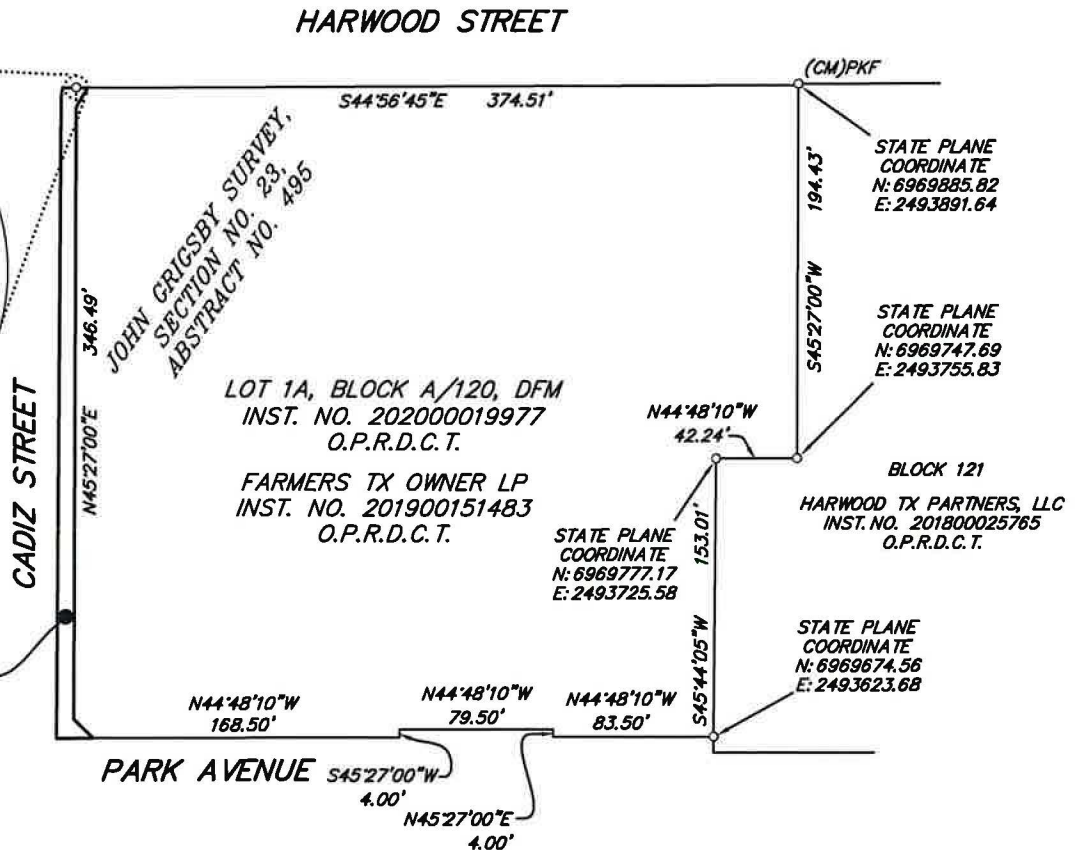 HARWOOD STREET
(CM)PKF
S44°56'45"E 374.51'
STATE PLANE
COORDINATE
N: 6969885.82
E: 2493891.64
194.43'
S45°27'00"W
JOHN GRIGSBY SURVEY,
SECTION NO. 23,
ABSTRACT NO. 495
346.49'
N45°27'00"E
CADIZ STREET
STATE PLANE
COORDINATE
N: 6969747.69
E: 2493755.83
LOT 1A, BLOCK A/120, DFM
INST. NO. 202000019977
O.P.R.D.C.T.
FARMERS TX OWNER LP
INST. NO. 201900151483
O.P.R.D.C.T.
N44°48'10"W
42.24'
BLOCK 121
HARWOOD TX PARTNERS, LLC
INST. NO. 201800025765
O.P.R.D.C.T.
STATE PLANE
COORDINATE
N: 6969777.17
E: 2493725.58
153.01'
S45°44'05"W
STATE PLANE
COORDINATE
N: 6969674.56
E: 2493623.68
N44°48'10"W
168.50'
N44°48'10"W
79.50'
N44°48'10"W
83.50'
PARK AVENUE
S45°27'00"W
4.00'
N45°27'00"E
4.00'